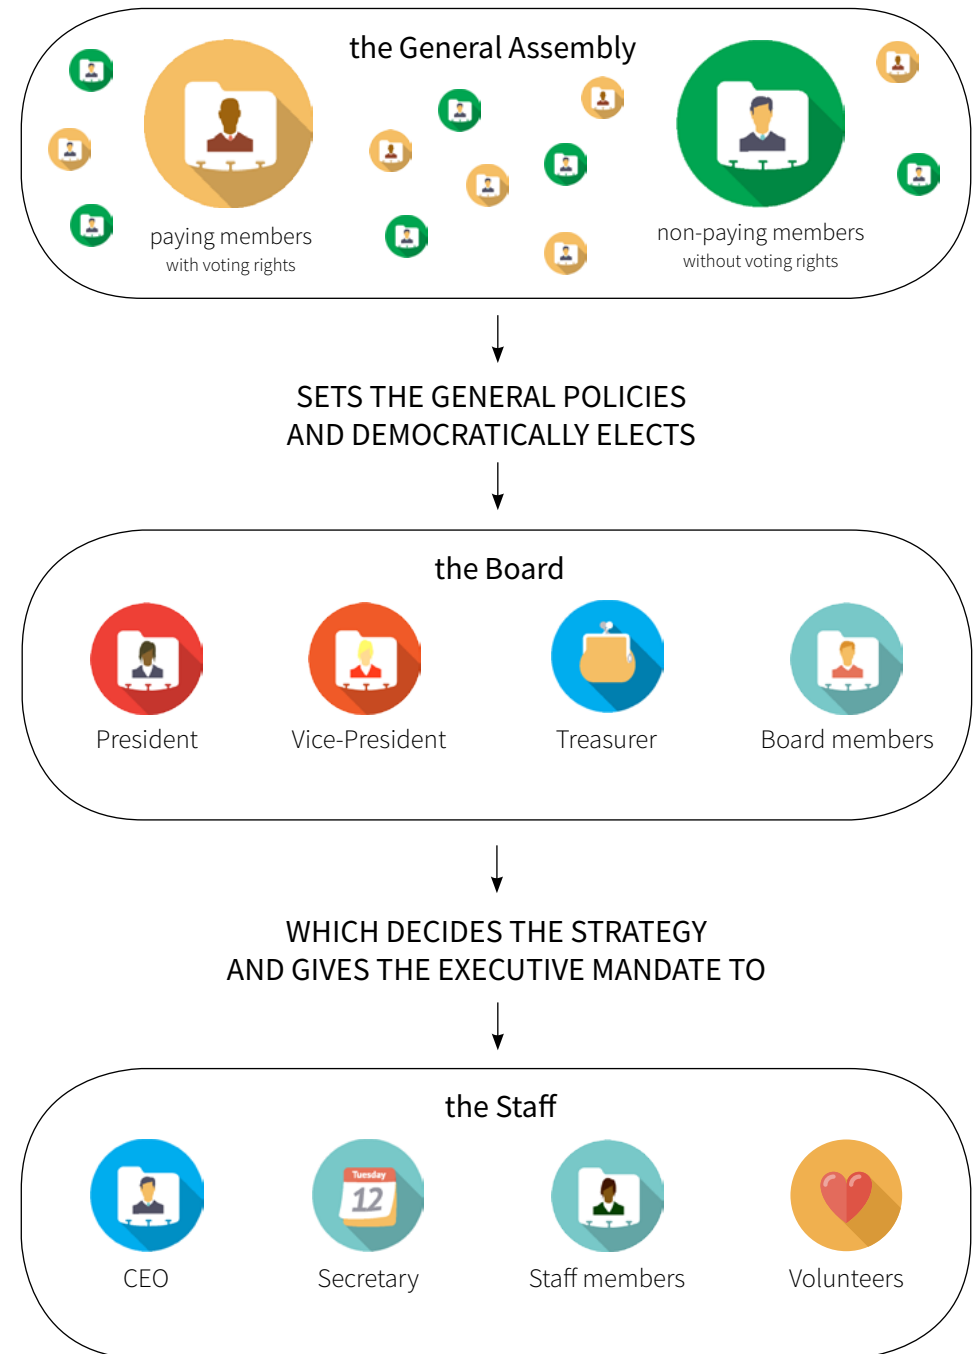 the General Assembly
paying members
with voting rights
non-paying members
without voting rights
SETS THE GENERAL POLICIES
AND DEMOCRATICALLY ELECTS
the Board
President
Vice-President
Treasurer
Board members
WHICH DECIDES THE STRATEGY
AND GIVES THE EXECUTIVE MANDATE TO
the Staff
Tuesday
12
CEO
Secretary
Staff members
Volunteers